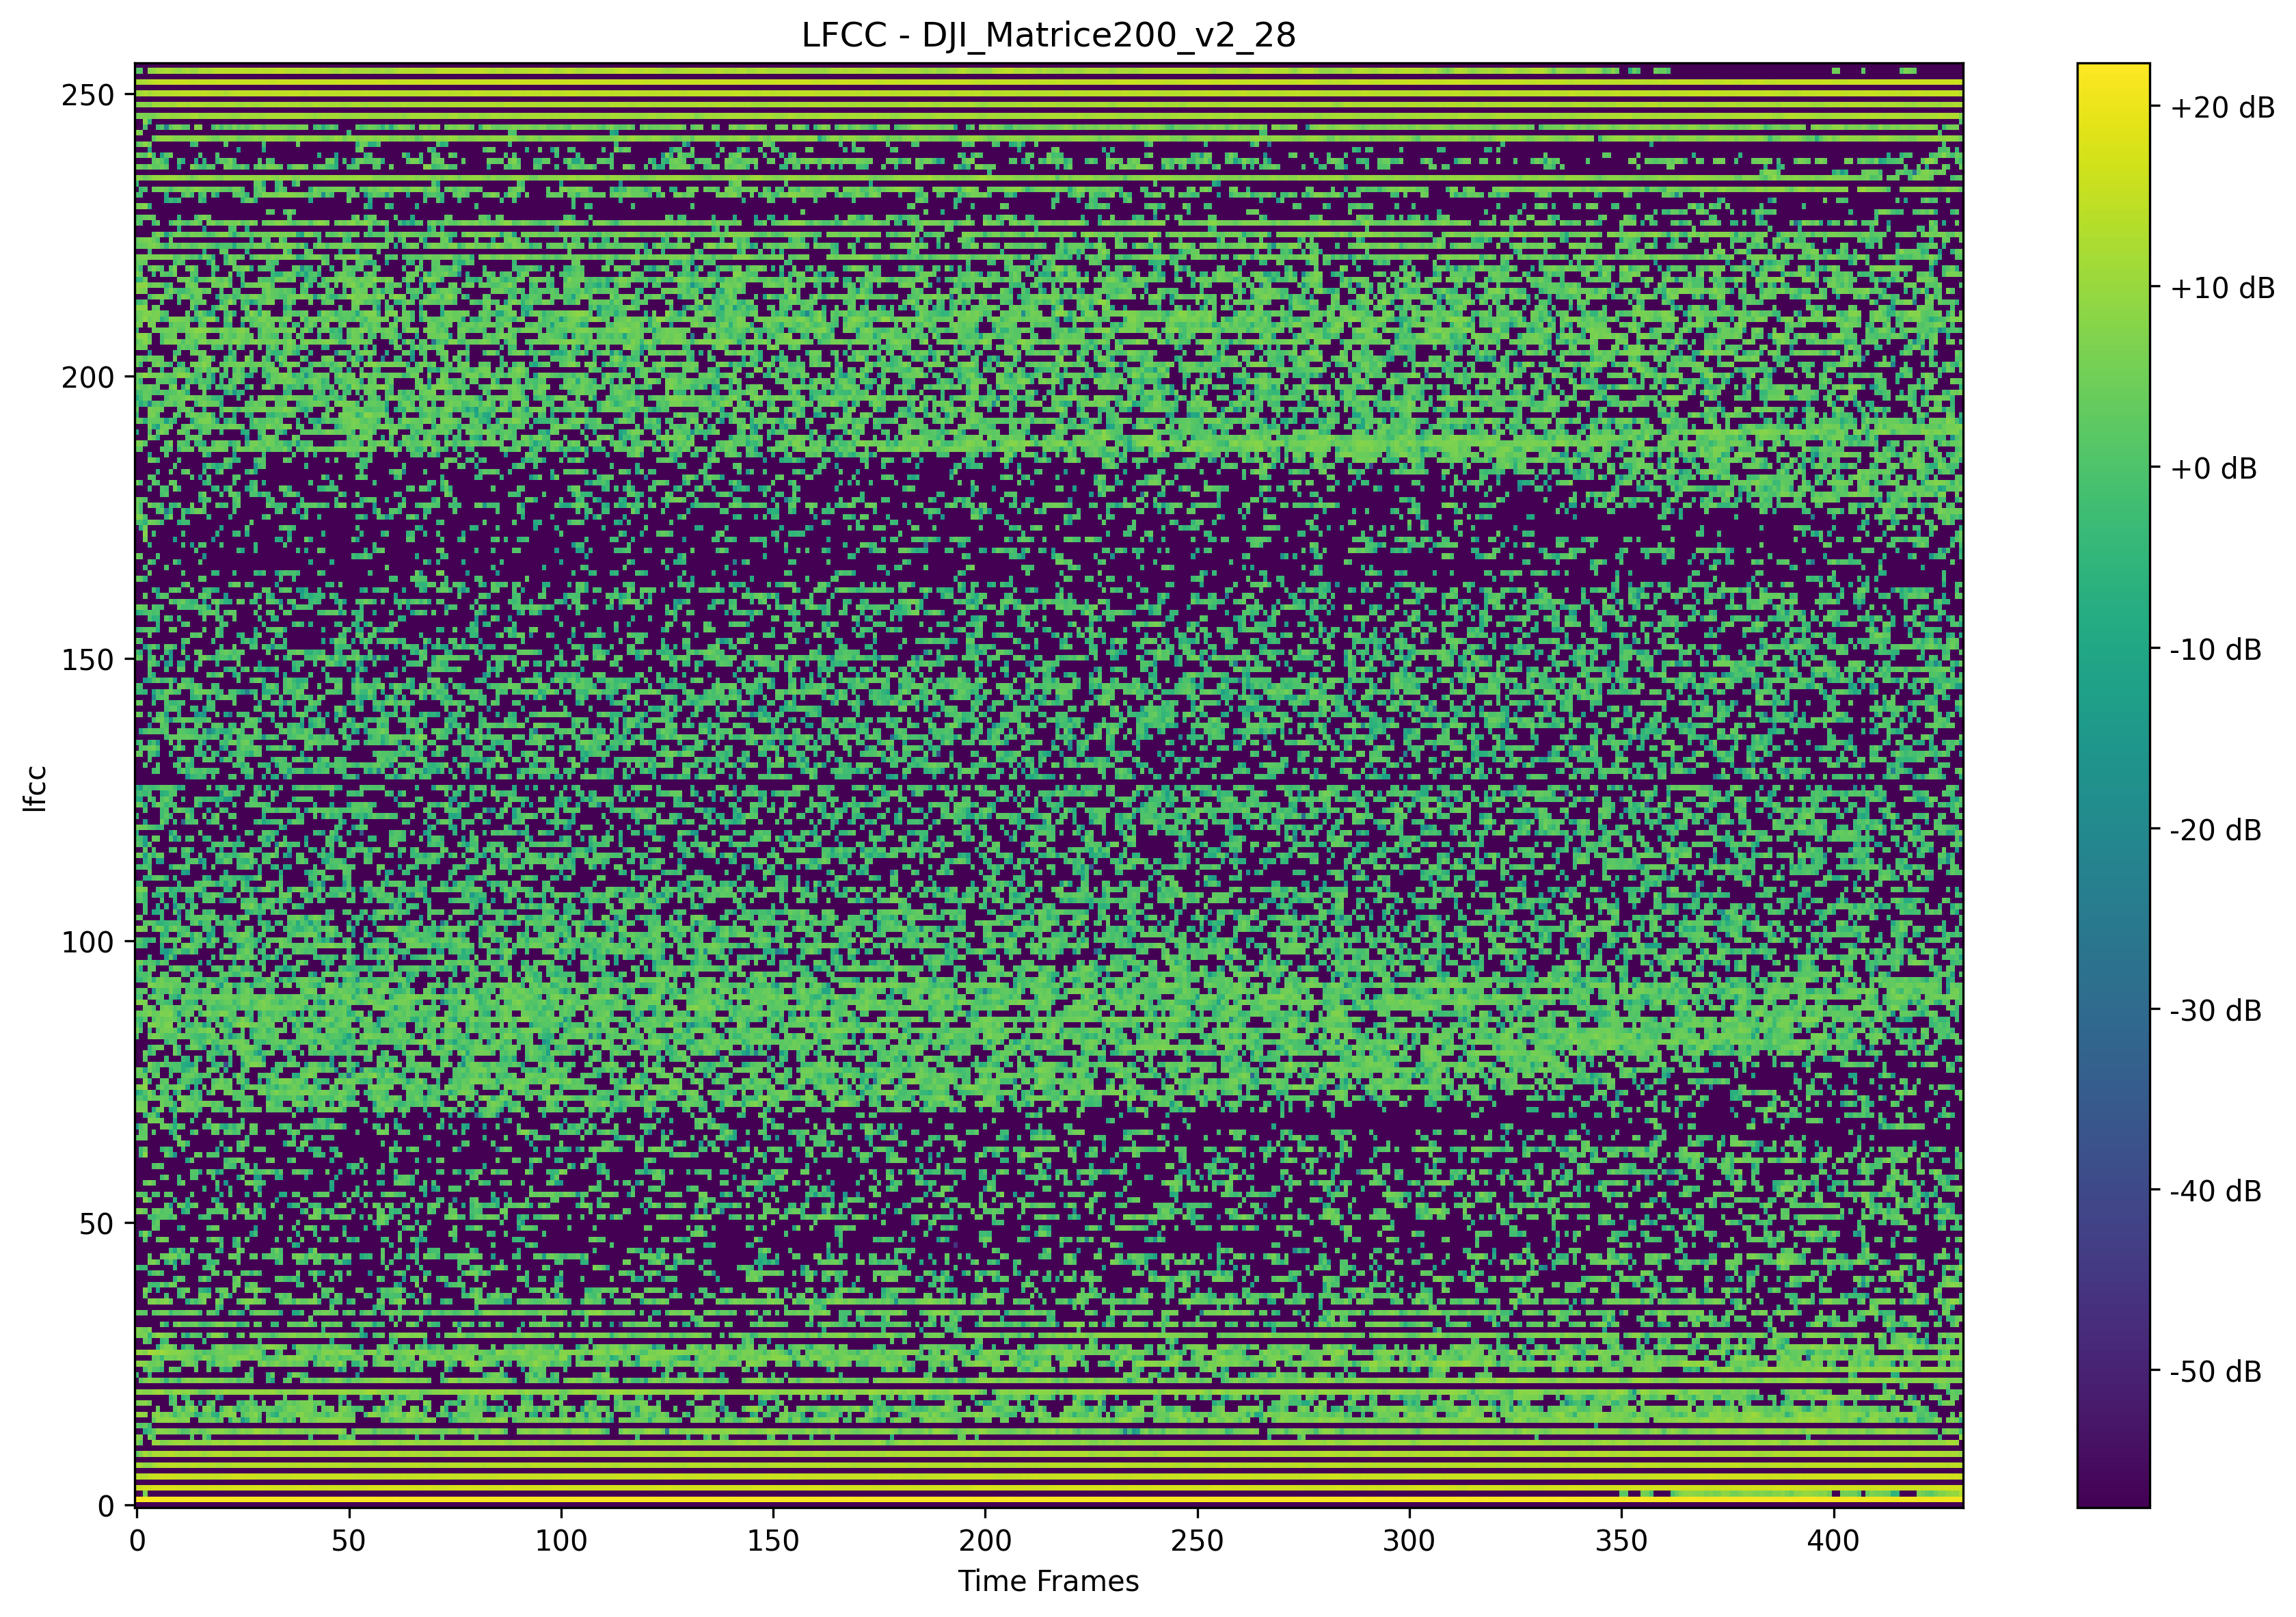 LFCC - DJI_Matrice200_v2_28
250
200
150
100
50
0
lfcc
0 50 100 150 200 250 300 350 400
Time Frames
+20 dB
+10 dB
+0 dB
-10 dB
-20 dB
-30 dB
-40 dB
-50 dB